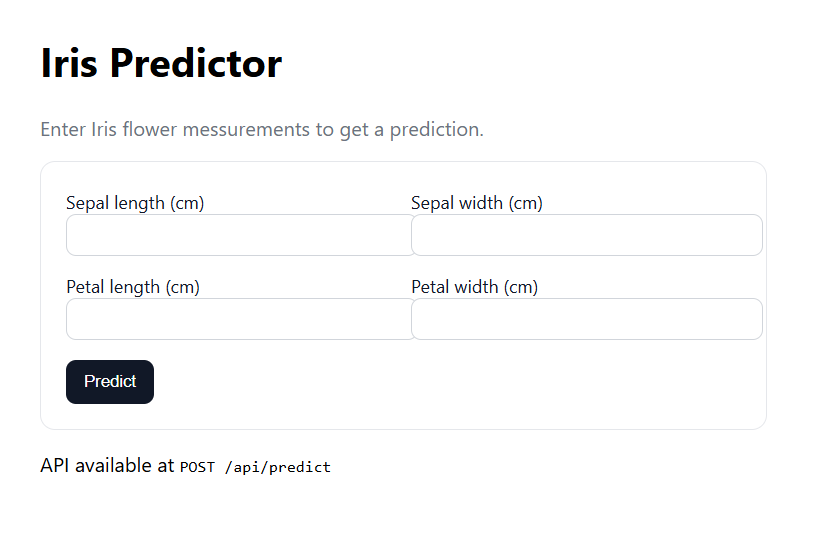 Iris Predictor
Enter Iris flower messurements to get a prediction.
Sepal length (cm) Sepal width (cm)
Petal length (cm) Petal width (cm)
Predict
API available at POST /api/predict